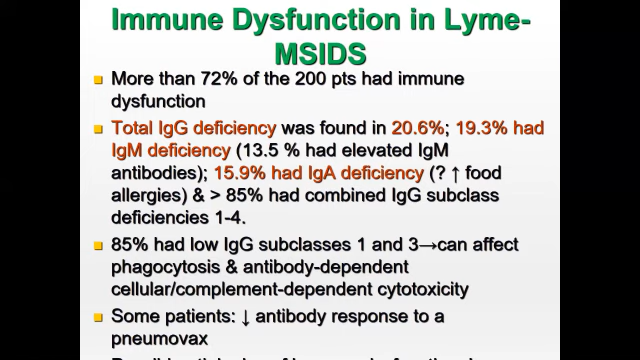 Immune Dysfunction in Lyme-
MSIDS
More than 72% of the 200 pts had immune
dysfunction
Total IgG deficiency was found in 20.6%; 19.3% had
IgM deficiency (13.5 % had elevated IgM
antibodies); 15.9% had IgA deficiency (? ↑ food
allergies) & > 85% had combined IgG subclass
deficiencies 1-4.
85% had low IgG subclasses 1 and 3→can affect
phagocytosis & antibody-dependent
cellular/complement-dependent cytotoxicity
Some patients: ↓ antibody response to a
pneumovax